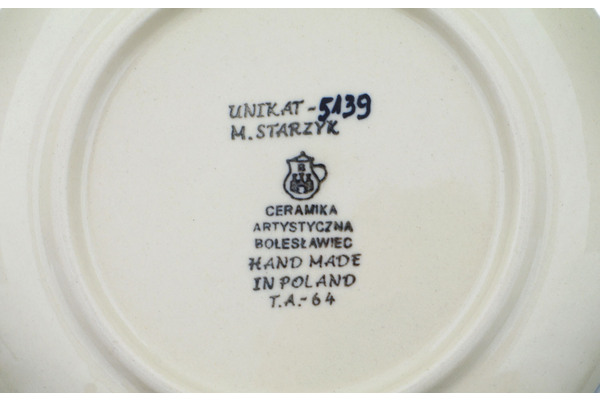 UNIKAT-5139
M. STARZYK
CERAMIKA
ARTYSTYCZNA
BOLESŁAWIEC
HAND MADE
IN POLAND
T.A.-64